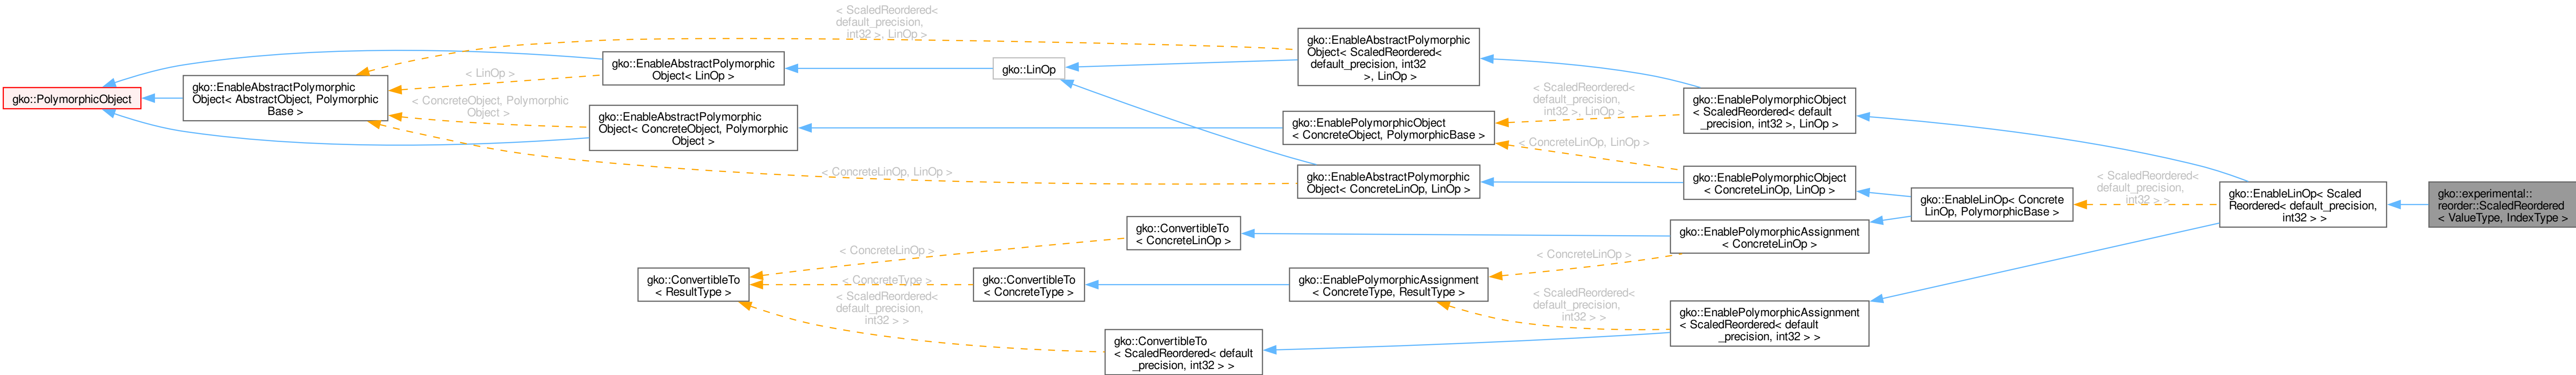 gko::PolymorphicObject
gko::EnableAbstractPolymorphic
Object< AbstractObject, Polymorphic
Base >
< ScaledReordered<
default_precision,
int32 >, LinOp >
< LinOp >
< ConcreteObject, Polymorphic
Object >
gko::EnableAbstractPolymorphic
Object< LinOp >
gko::EnableAbstractPolymorphic
Object< ConcreteObject, Polymorphic
Object >
< ConcreteLinOp, LinOp >
gko::LinOp
gko::EnableAbstractPolymorphic
Object< ScaledReordered<
default_precision, int32
>, LinOp >
gko::EnablePolymorphicObject
< ConcreteObject, PolymorphicBase >
gko::EnableAbstractPolymorphic
Object< ConcreteLinOp, LinOp >
< ScaledReordered<
default_precision,
int32 >, LinOp >
< ConcreteLinOp, LinOp >
gko::EnablePolymorphicObject
< ScaledReordered< default
_precision, int32 >, LinOp >
gko::EnablePolymorphicObject
< ConcreteLinOp, LinOp >
gko::EnableLinOp< Concrete
LinOp, PolymorphicBase >
< ScaledReordered<
default_precision,
int32 > >
gko::EnableLinOp< Scaled
Reordered< default_precision,
int32 > >
gko::experimental::
reorder::ScaledReordered
< ValueType, IndexType >
gko::ConvertibleTo
< ConcreteLinOp >
gko::EnablePolymorphicAssignment
< ConcreteLinOp >
< ConcreteLinOp >
gko::ConvertibleTo
< ResultType >
< ConcreteType >
gko::ConvertibleTo
< ConcreteType >
gko::EnablePolymorphicAssignment
< ConcreteType, ResultType >
< ConcreteLinOp >
< ScaledReordered<
default_precision,
int32 > >
< ScaledReordered<
default_precision,
int32 > >
gko::EnablePolymorphicAssignment
< ScaledReordered< default
_precision, int32 > >
gko::ConvertibleTo
< ScaledReordered< default
_precision, int32 > >